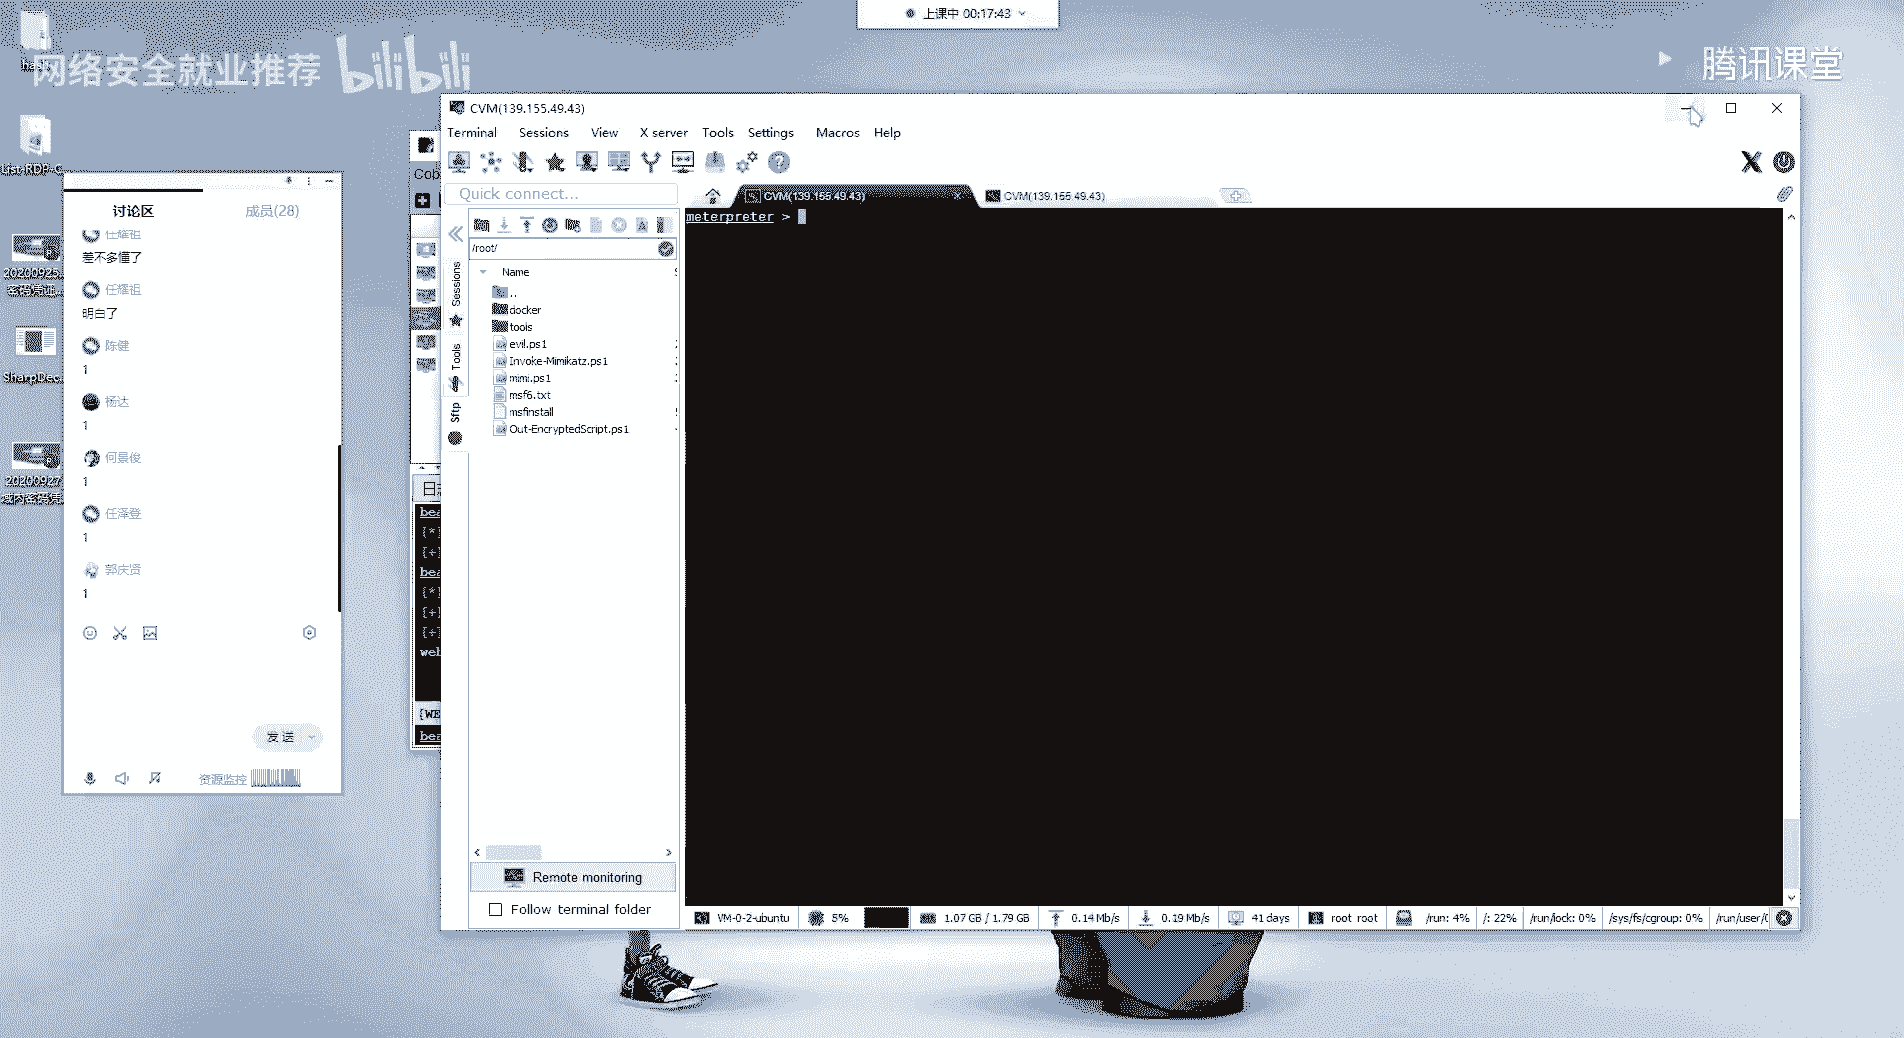 上课中 00:17:43
网络安全就业推荐 bilibili
腾讯课堂
CVM(139.155.49.43)
Terminal Sessions View X server Tools Settings Macros Help
Quick connect...
CVM(139.155.49.43)
CVM(139.155.49.43)
meterpreter >
/root/
Name
..
docker
tools
evil.ps1
Invoke-Mimikatz.ps1
mimi.ps1
msf6.txt
msfinstall
Out-EncryptedScript.ps1
Sessions
Tools
Sftp
Remote monitoring
Follow terminal folder
VM-0-2-ubuntu 5% 1.07 GB / 1.79 GB 0.14 Mb/s 0.19 Mb/s 41 days root root /run: 4% /: 22% /run/lock: 0% /sys/fs/cgroup: 0% /run/user/0
讨论区 成员(28)
任耀祖
差不多懂了
任耀祖
明白了
陈健
1
杨达
1
何景俊
1
任泽登
1
郭庆贤
1
发送
资源监控
List-RDP-C
20200925
SharpDec
20200927
Cob
bea
[*]
[+]
bea
[*]
[+]
[+]
web
[WE
bea